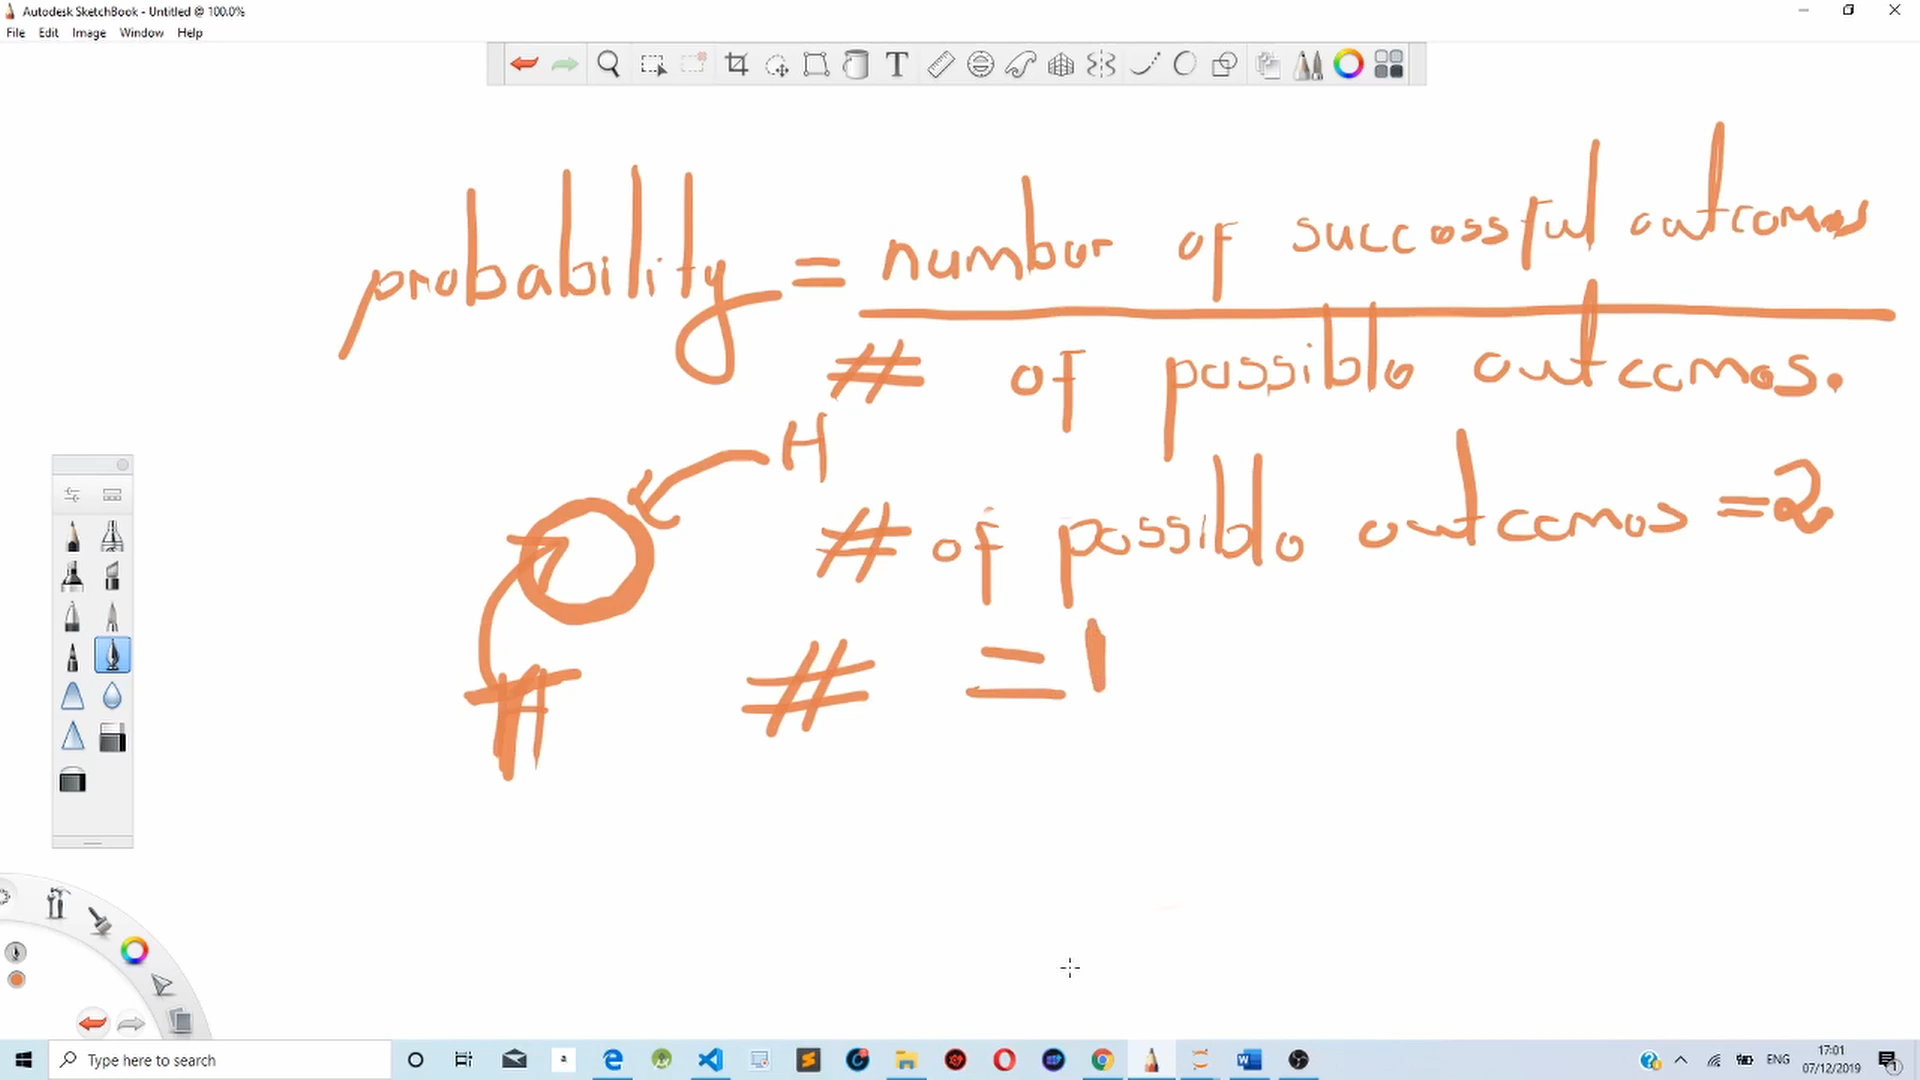 Autodesk SketchBook - Untitled @ 100.0%
File Edit Image Window Help
T
probability = number of successful outcomes
# of possible outcomes.
H
# of possible outcomes = 2
# = 1
Type here to search
a
ENG
17:01
07/12/2019